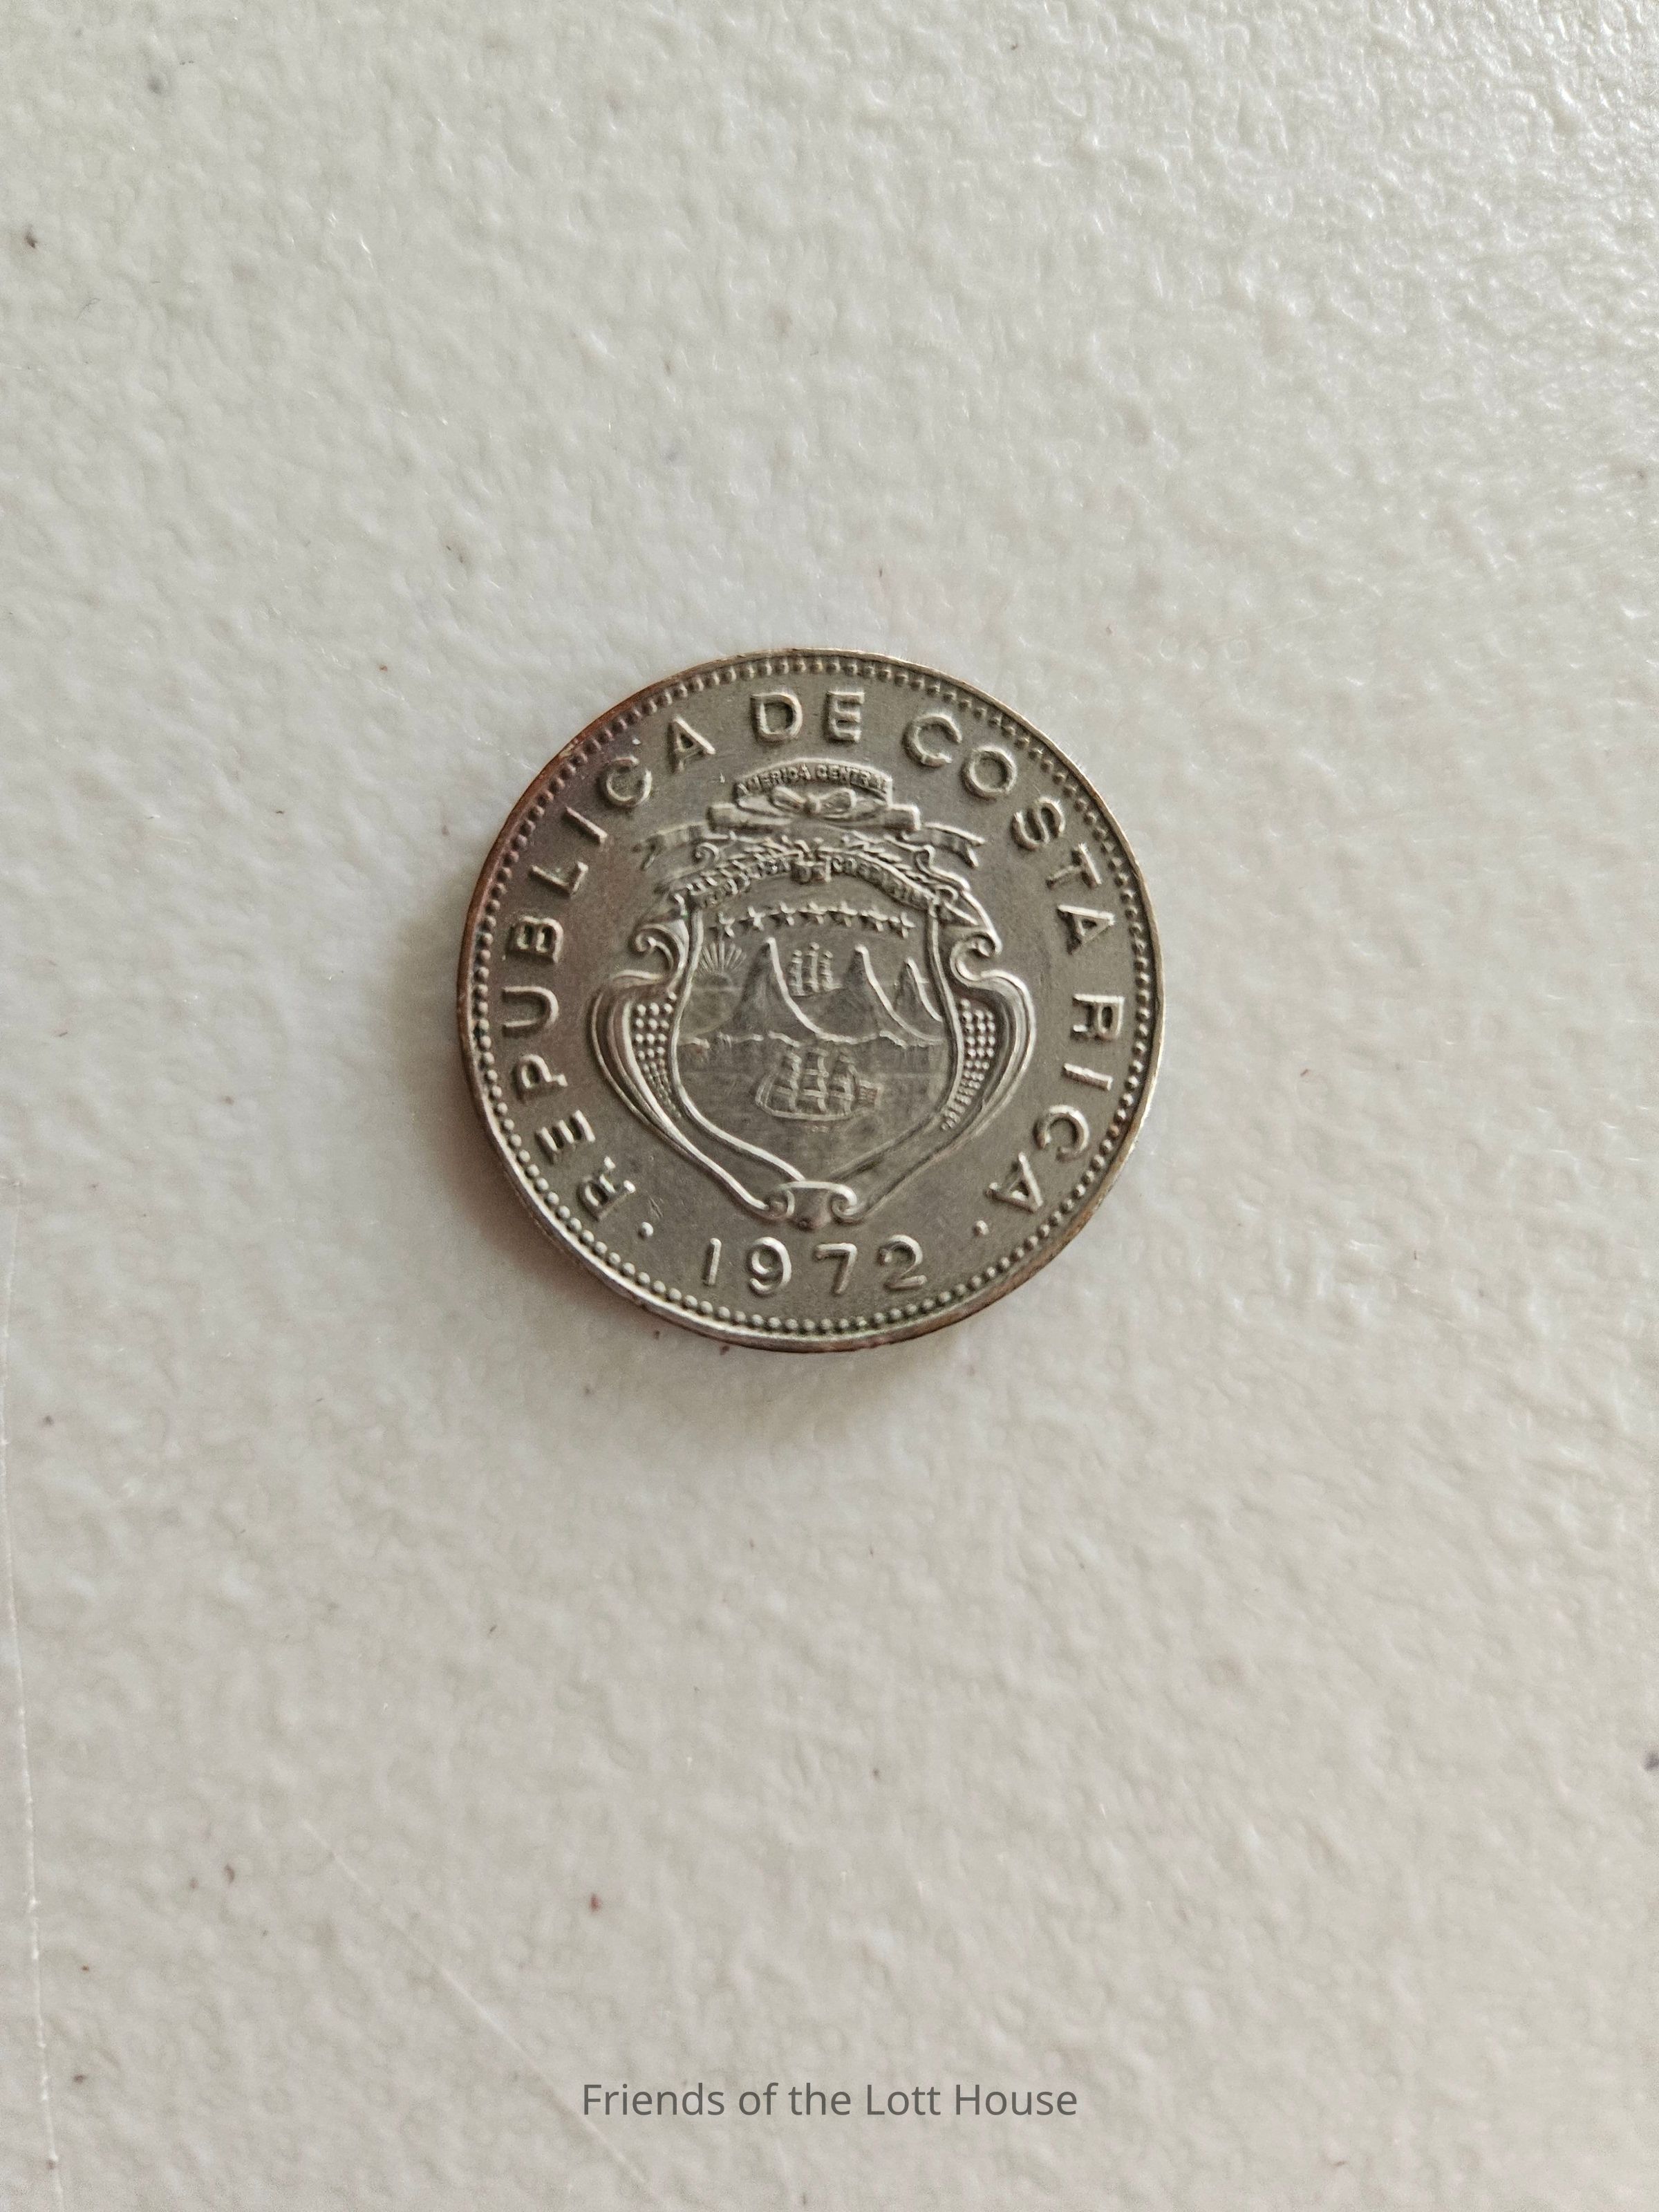 REPUBLICA DE COSTA RICA
AMERICA CENTRAL
1972
Friends of the Lott House